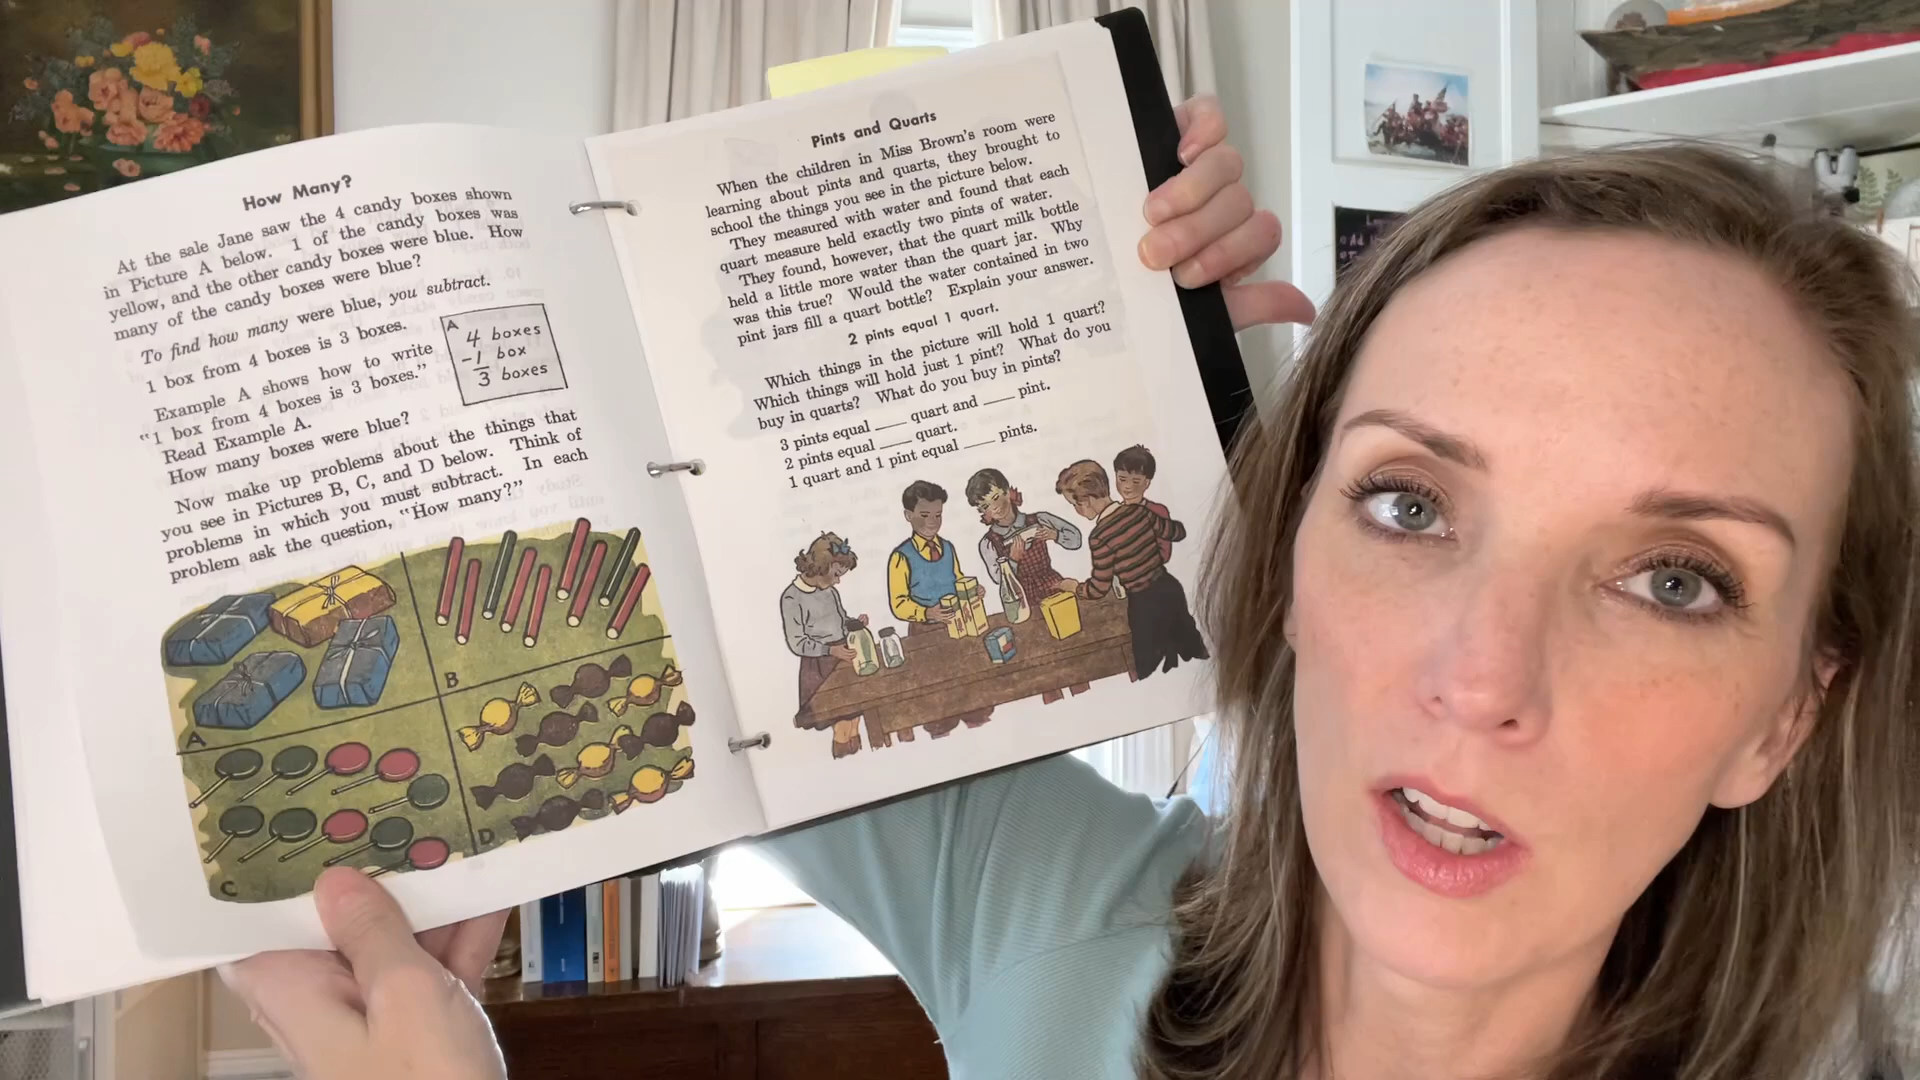 How Many?
At the sale Jane saw the 4 candy boxes shown
in Picture A below. 1 of the candy boxes was
yellow, and the other candy boxes were blue. How
many of the candy boxes were blue?
To find how many were blue, you subtract.
1 box from 4 boxes is 3 boxes.
Example A shows how to write
"1 box from 4 boxes is 3 boxes."
Read Example A.
How many boxes were blue?
A
4 boxes
-1 box
3 boxes
Now make up problems about the things that
you see in Pictures B, C, and D below. Think of
problems in which you must subtract. In each
problem ask the question, "How many?"
A
B
C
D
Pints and Quarts
When the children in Miss Brown's room were
learning about pints and quarts, they brought to
school the things you see in the picture below.
They measured with water and found that each
quart measure held exactly two pints of water.
They found, however, that the quart milk bottle
held a little more water than the quart jar. Why
was this true? Would the water contained in two
pint jars fill a quart bottle? Explain your answer.
2 pints equal 1 quart.
Which things in the picture will hold 1 quart?
Which things will hold just 1 pint? What do you
buy in quarts? What do you buy in pints?
3 pints equal ___ quart and ___ pint.
2 pints equal ___ quart.
1 quart and 1 pint equal ___ pints.